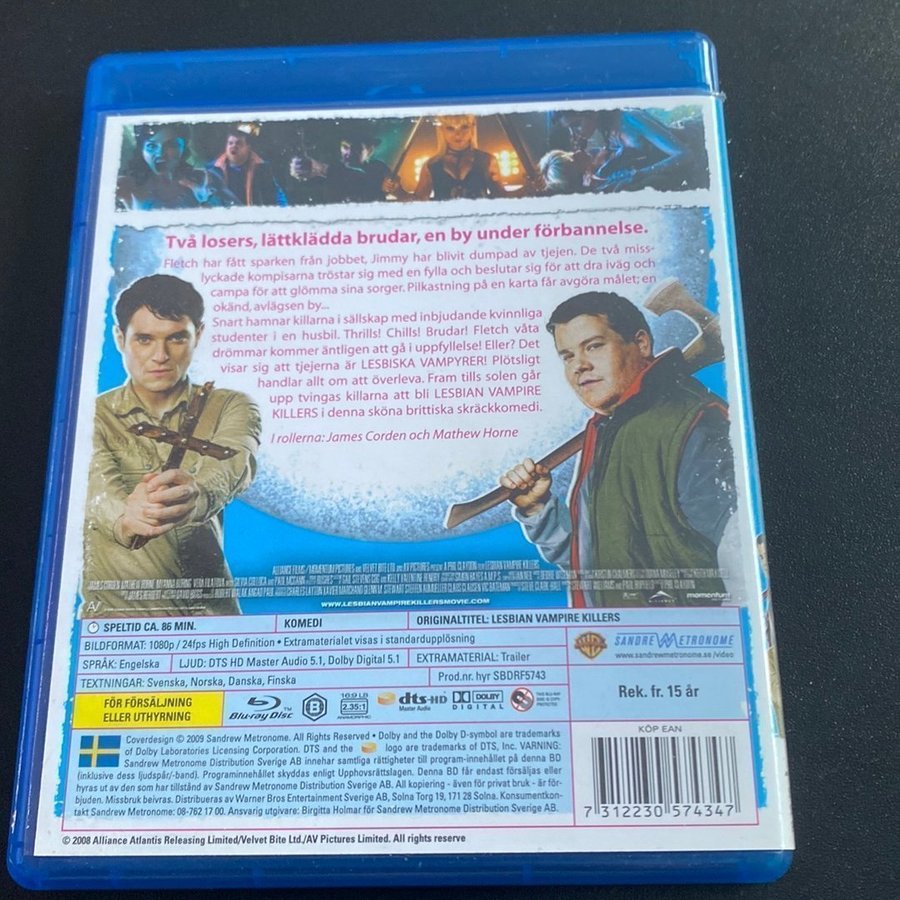 Två losers, lättklädda brudar, en by under förbannelse.
Fletch har fått sparken från jobbet, Jimmy har blivit dumpad av tjejen. De två miss-
lyckade kompisarna tröstar sig med en fylla och beslutar sig för att dra iväg och
campa för att glömma sina sorger. Pilkastning på en karta får avgöra målet; en
okänd, avlägsen by...
Snart hamnar killarna i sällskap med inbjudande kvinnliga
studenter i en husbil. Thrills! Chills! Brudar! Fletch våta
drömmar kommer äntligen att gå i uppfyllelse! Eller? Det
visar sig att tjejerna är LESBISKA VAMPYRER! Plötsligt
handlar allt om att överleva. Fram tills solen går
upp tvingas killarna att bli LESBIAN VAMPIRE
KILLERS i denna sköna brittiska skräckkomedi.
I rollerna: James Corden och Mathew Horne
WWW.LESBIANVAMPIREKILLERSMOVIE.COM
momentum
SPELTID CA. 86 MIN.
KOMEDI
ORIGINALTITEL: LESBIAN VAMPIRE KILLERS
BILDFORMAT: 1080p / 24fps High Definition • Extramaterialet visas i standardupplösning
SPRÅK: Engelska
LJUD: DTS HD Master Audio 5.1, Dolby Digital 5.1
EXTRAMATERIAL: Trailer
TEXTNINGAR: Svenska, Norska, Danska, Finska
Prod.nr hyr SBDRF5743
SANDREW METRONOME
www.sandrewmetronome.se/video
Rek. fr. 15 år
FÖR FÖRSÄLJNING
ELLER UTHYRNING
Blu-ray Disc
B
16:9 LB
2.35:1
dts-HD
Master Audio
DOLBY
DIGITAL
KÖP EAN
7 312230 574347
Coverdesign © 2009 Sandrew Metronome. All Rights Reserved • Dolby and the Dolby D-symbol are trademarks
of Dolby Laboratories Licensing Corporation. DTS and the logo are trademarks of DTS, Inc. VARNING:
Sandrew Metronome Distribution Sverige AB innehar samtliga rättigheter till program-innehållet på denna BD
(inklusive dess ljudspår/-band). Programinnehållet skyddas enligt Upphovsrättslagen. Denna BD får endast försäljas eller
hyras ut av den som har tillstånd av Sandrew Metronome Distribution Sverige AB. All kopiering - även för privat bruk - är för-
bjuden. Missbruk beivras. Distribueras av Warner Bros Entertainment Sverige AB, Solna Torg 19, 171 28 Solna. Konsumentkon-
takt Sandrew Metronome: 08-762 17 00. Ansvarig utgivare: Birgitta Holmar för Sandrew Metronome Distribution Sverige AB.
© 2008 Alliance Atlantis Releasing Limited/Velvet Bite Ltd./AV Pictures Limited. All rights reserved